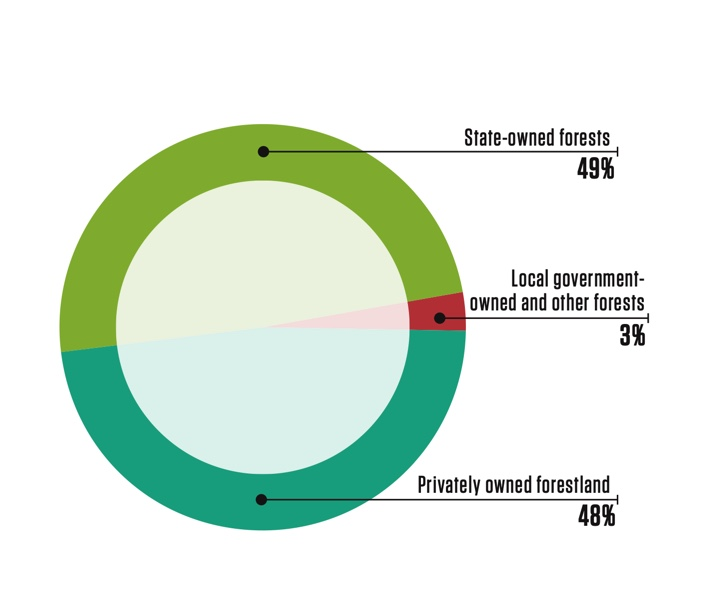 State-owned forests
49%
Local government-
owned and other forests
3%
Privately owned forestland
48%